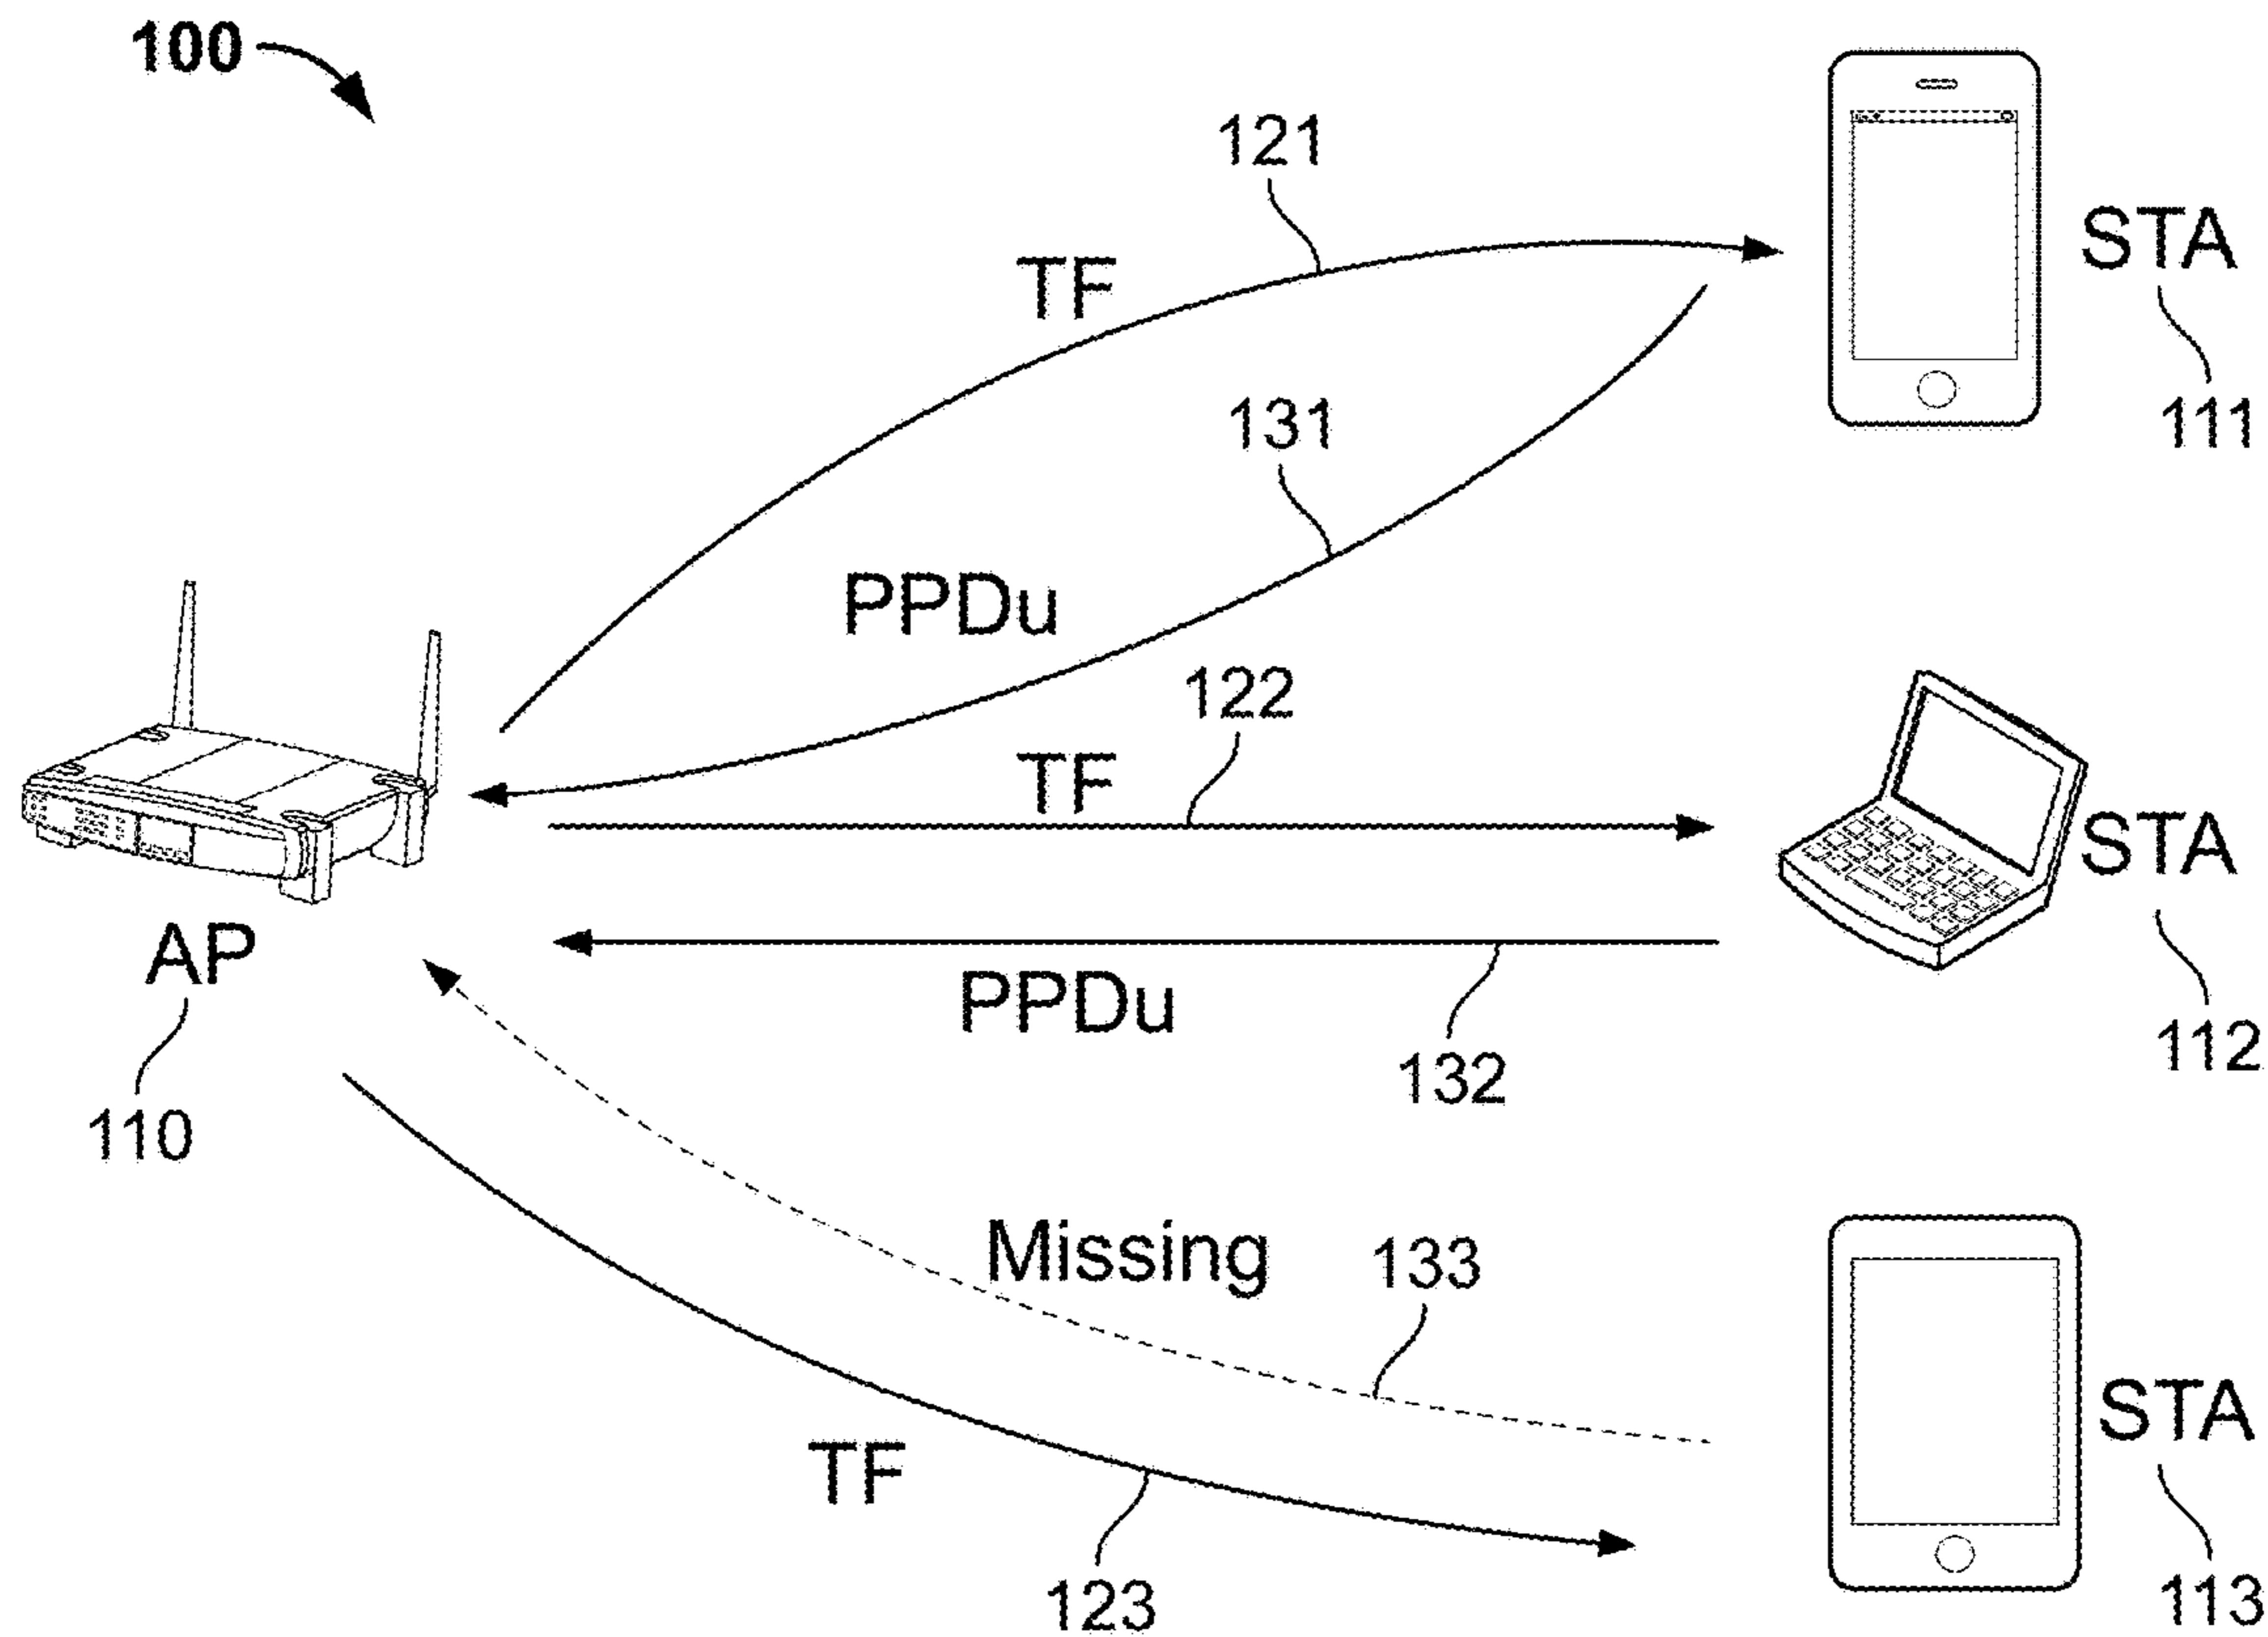 100
121
TF
STA
111
131
PPDu
122
TF
STA
112
AP
110
PPDu
132
Missing
133
STA
113
TF
123